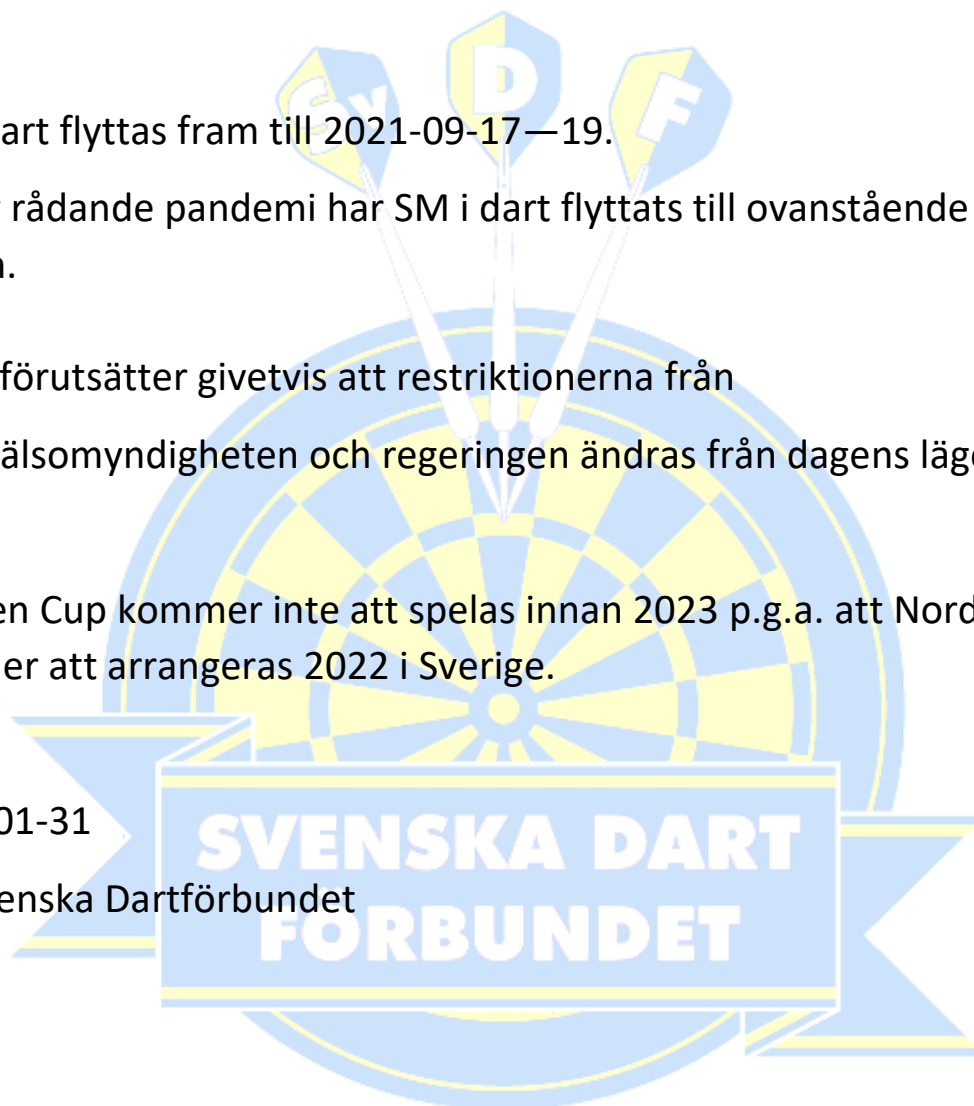 Sv D F
art flyttas fram till 2021-09-17—19.
rådande pandemi har SM i dart flyttats till ovanstående
förutsätter givetvis att restriktionerna från
älsomyndigheten och regeringen ändras från dagens läge
en Cup kommer inte att spelas innan 2023 p.g.a. att Nord
er att arrangeras 2022 i Sverige.
01-31
enska Dartförbundet
SVENSKA DART
FÖRBUNDET